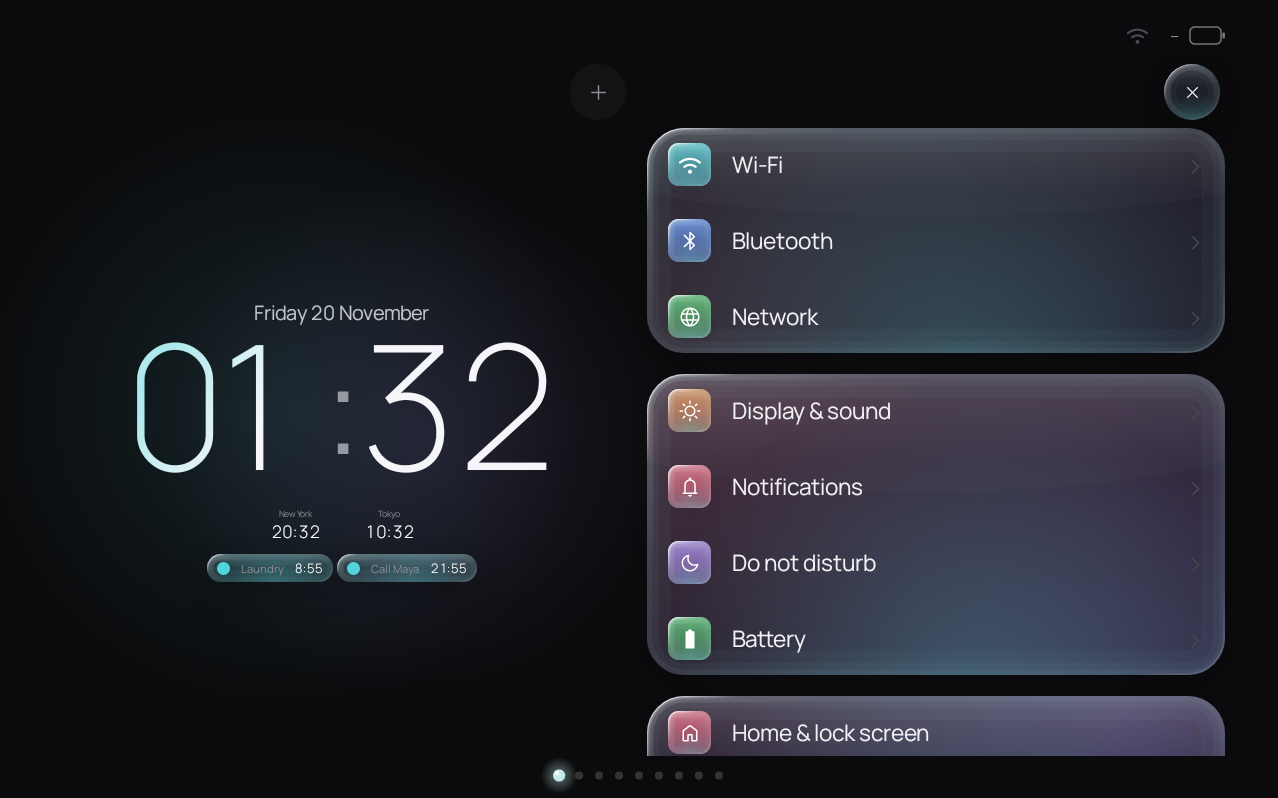 Friday 20 November
01:32
New York
Tokyo
20:32
10:32
Laundry 8:55
Call Maya 21:55
Wi-Fi
Bluetooth
Network
Display & sound
Notifications
Do not disturb
Battery
Home & lock screen